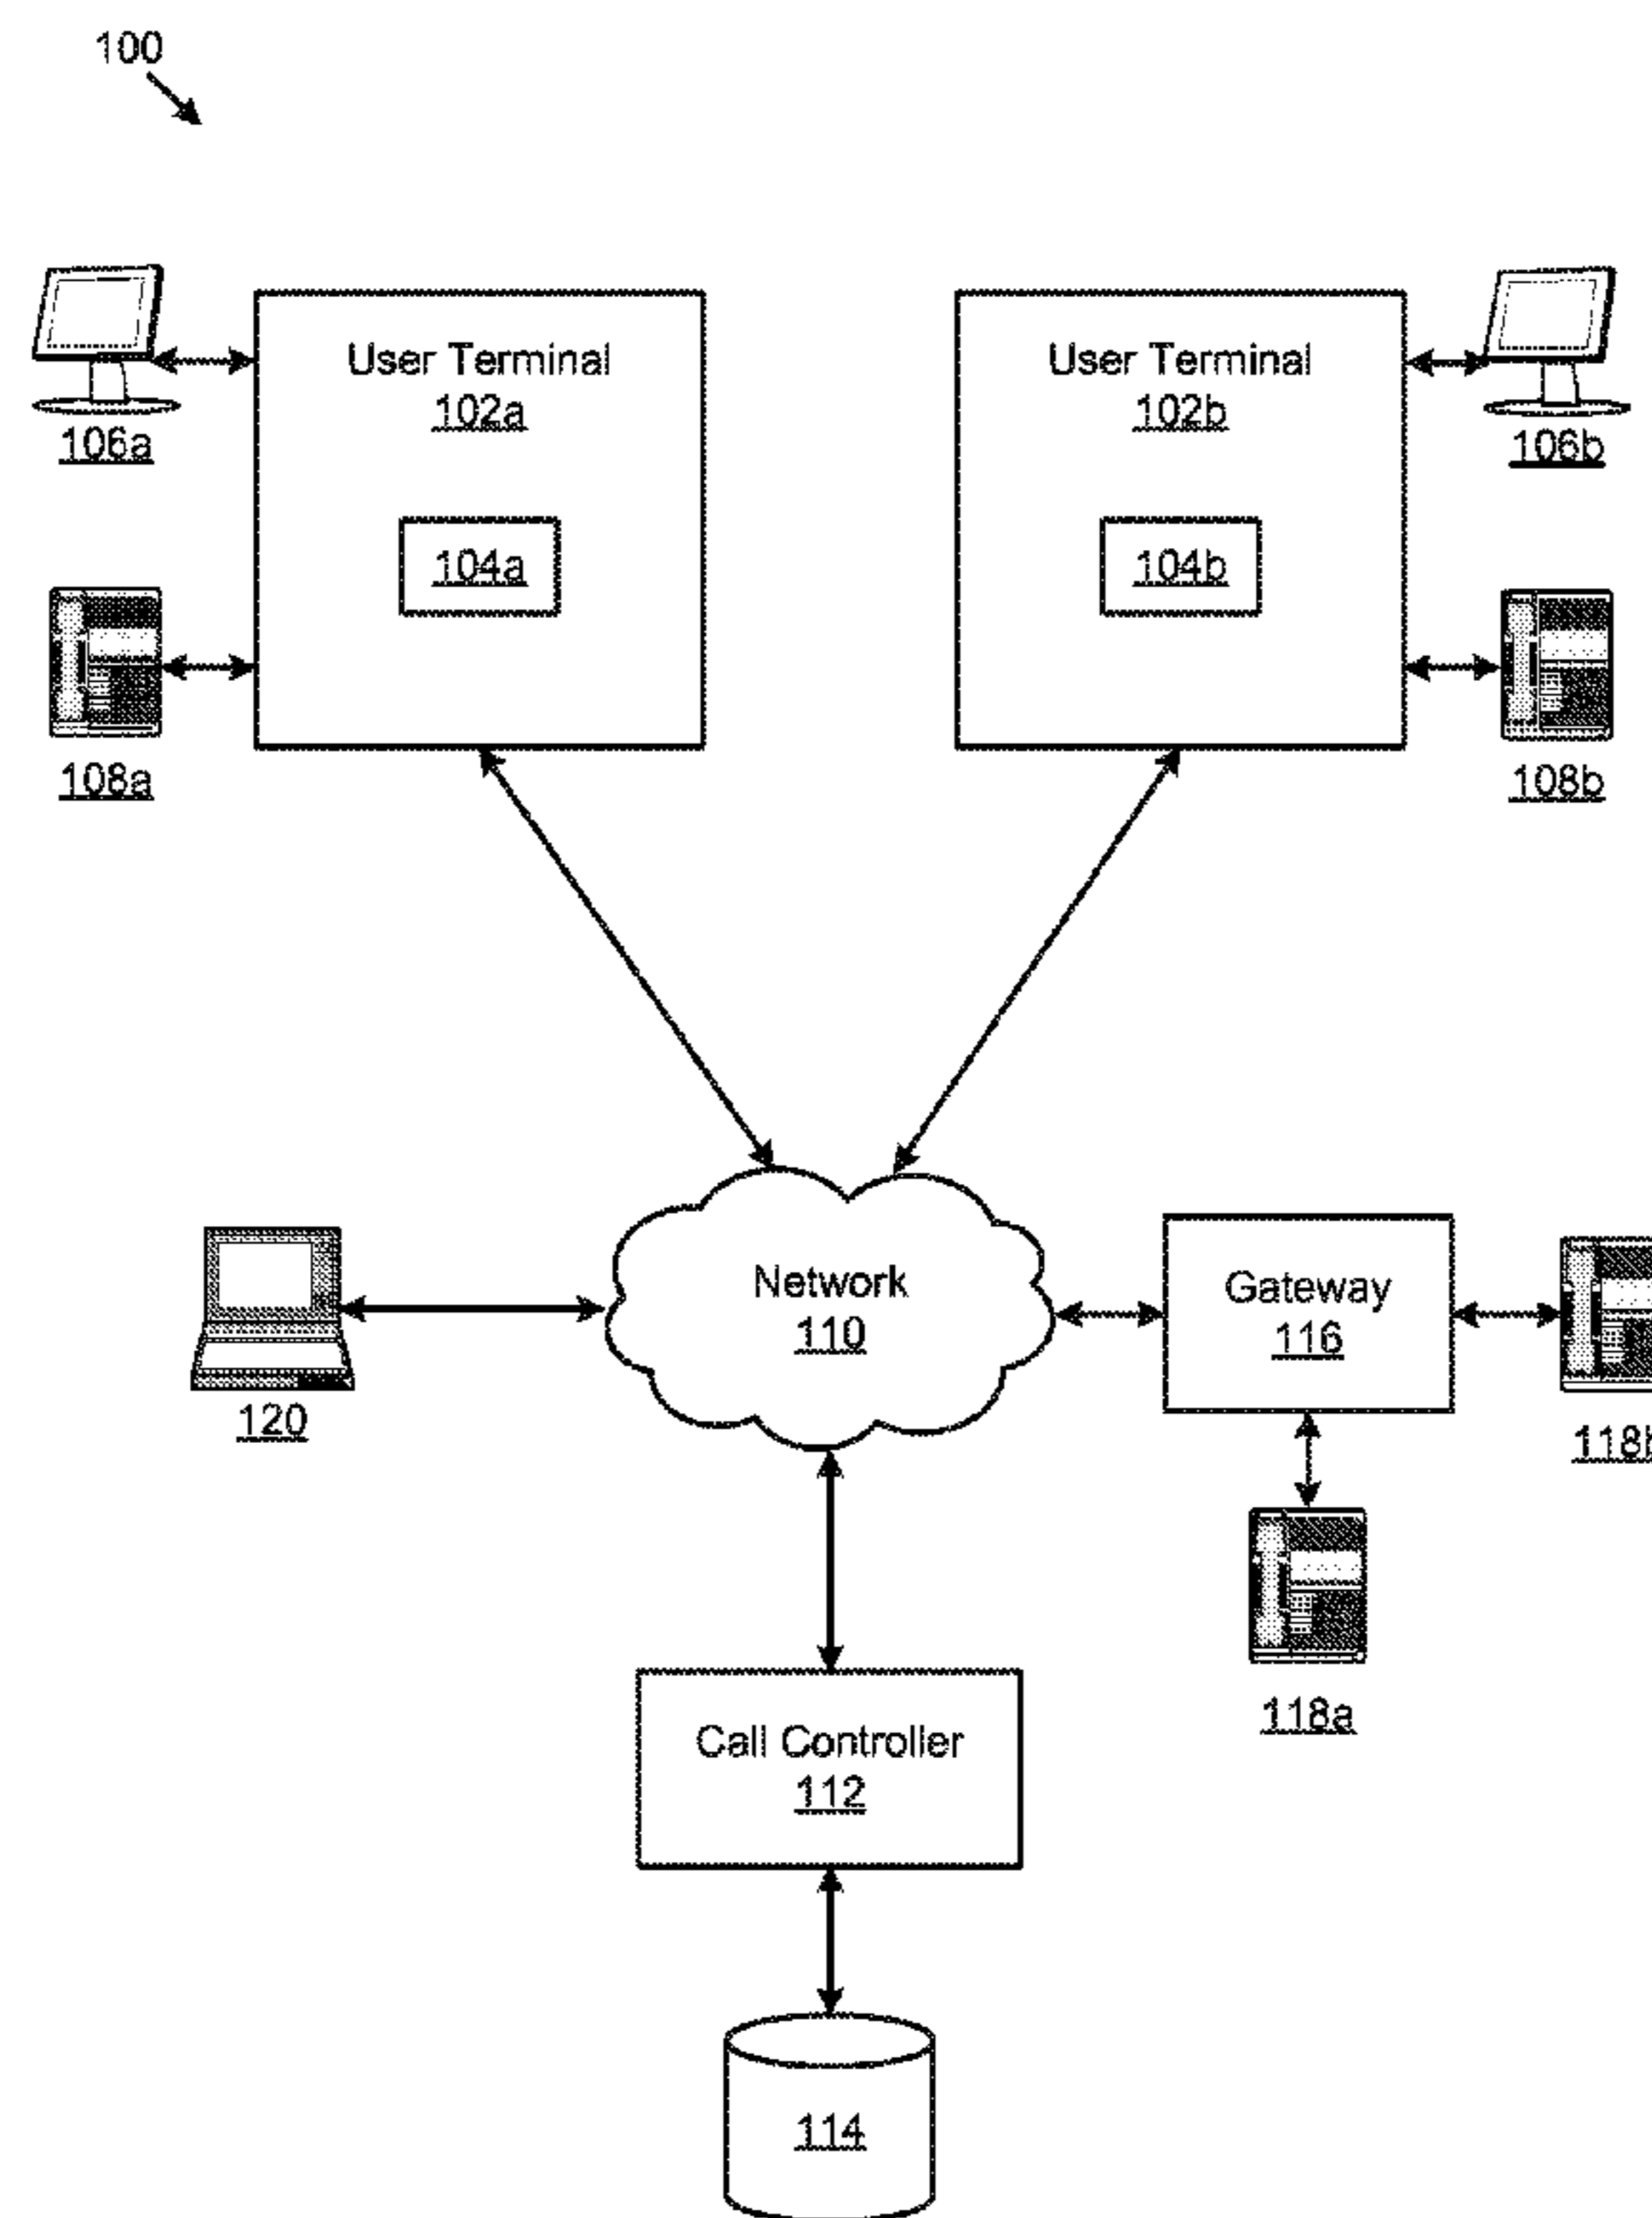 100
User Terminal
102a
User Terminal
102b
106a
106b
104a
104b
108a
108b
Network
110
Gateway
116
120
118a
Call Controller
112
114